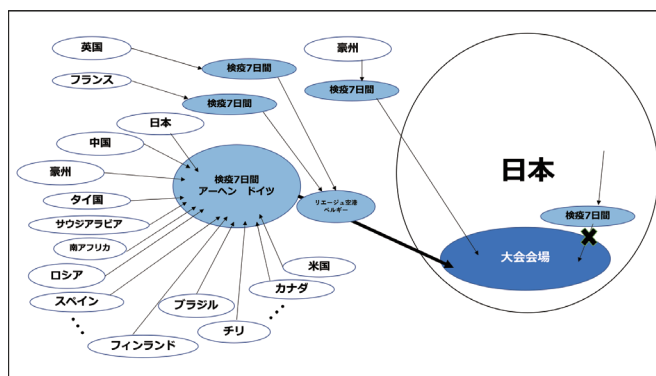 英国
検疫7日間
フランス
検疫7日間
豪州
検疫7日間
日本
中国
豪州
タイ国
サウジアラビア
南アフリカ
ロシア
スペイン
フィンランド
ブラジル
チリ
カナダ
米国
検疫7日間
アーヘン ドイツ
リエージュ空港
ベルギー
日本
検疫7日間
大会会場